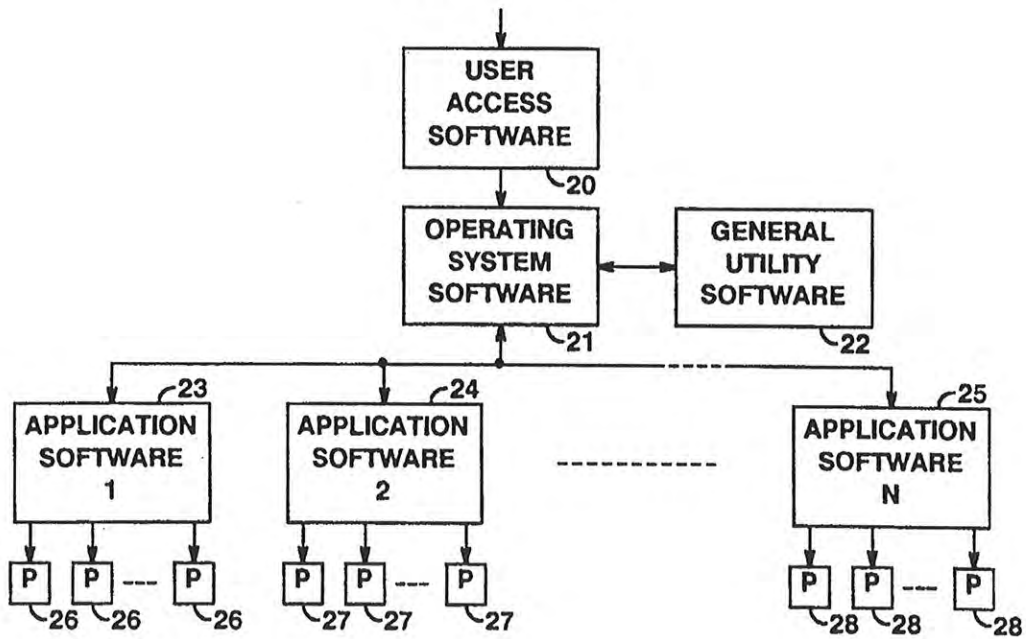 USER
ACCESS
SOFTWARE
20
OPERATING
SYSTEM
SOFTWARE
21
GENERAL
UTILITY
SOFTWARE
22
23
APPLICATION
SOFTWARE
1
24
APPLICATION
SOFTWARE
2
25
APPLICATION
SOFTWARE
N
P P P
26 26 26
P P P
27 27 27
P P P
28 28 28